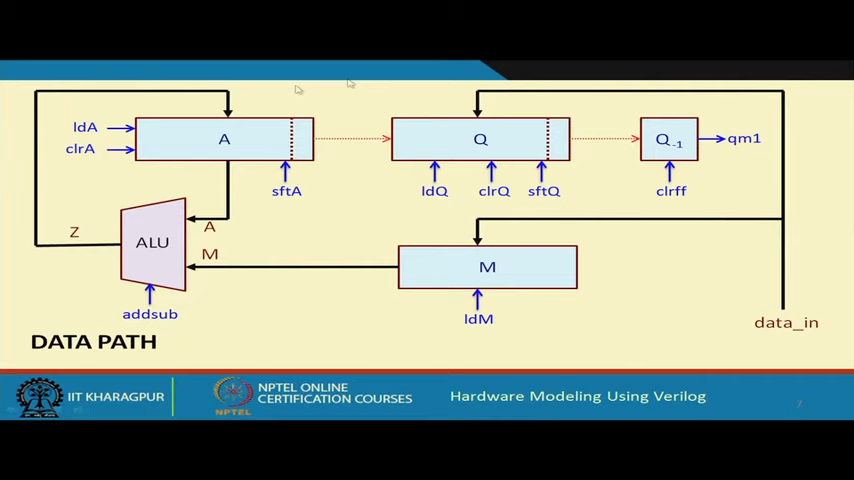 ldA
clrA
A
Q
Q-1
qm1
sftA
ldQ
clrQ
sftQ
clrff
Z
ALU
A
M
M
addsub
ldM
data_in
DATA PATH
IIT KHARAGPUR
NPTEL
NPTEL ONLINE
CERTIFICATION COURSES
Hardware Modeling Using Verilog
7